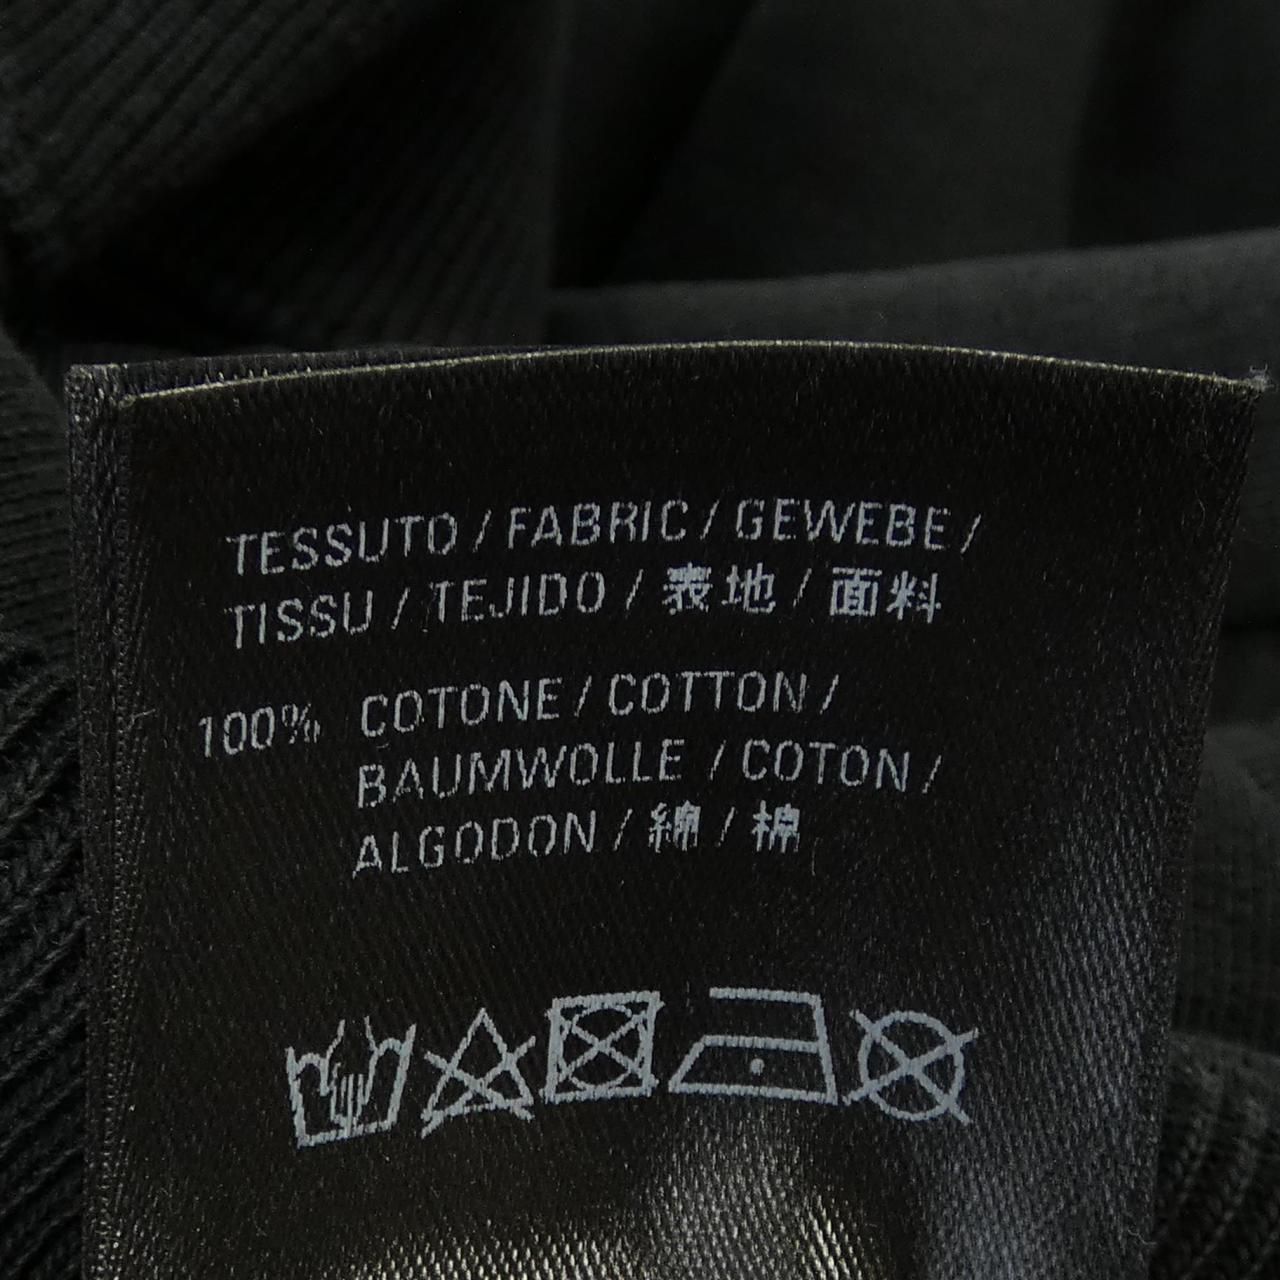 TESSUTO / FABRIC / GEWEBE /
TISSU / TEJIDO / 表地 / 面料
100% COTONE / COTTON /
BAUMWOLLE / COTON /
ALGODON / 綿 / 棉